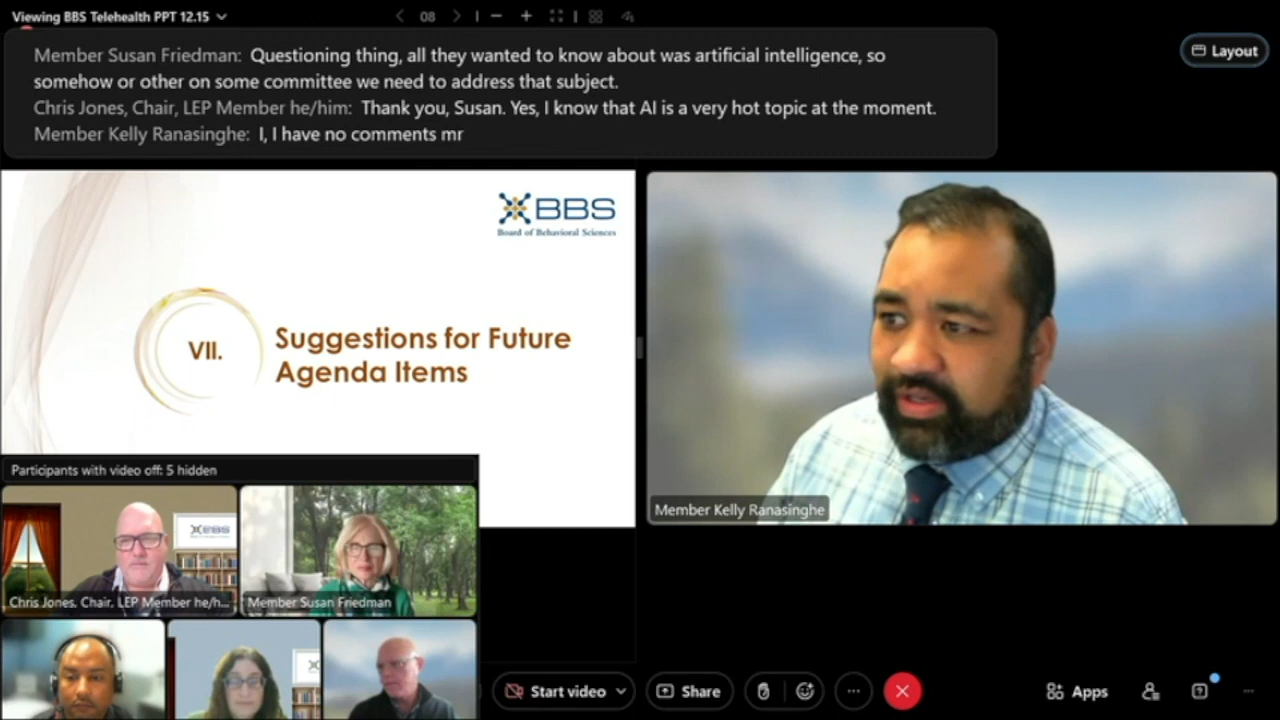 Viewing BBS Telehealth PPT 12.15
08
Member Susan Friedman: Questioning thing, all they wanted to know about was artificial intelligence, so
somehow or other on some committee we need to address that subject.
Chris Jones, Chair, LEP Member he/him: Thank you, Susan. Yes, I know that AI is a very hot topic at the moment.
Member Kelly Ranasinghe: I, I have no comments mr
Layout
BBS
Board of Behavioral Sciences
VII.
Suggestions for Future
Agenda Items
Member Kelly Ranasinghe
Participants with video off: 5 hidden
BBS
Chris Jones, Chair, LEP Member he/h...
Member Susan Friedman
Start video
Share
Apps